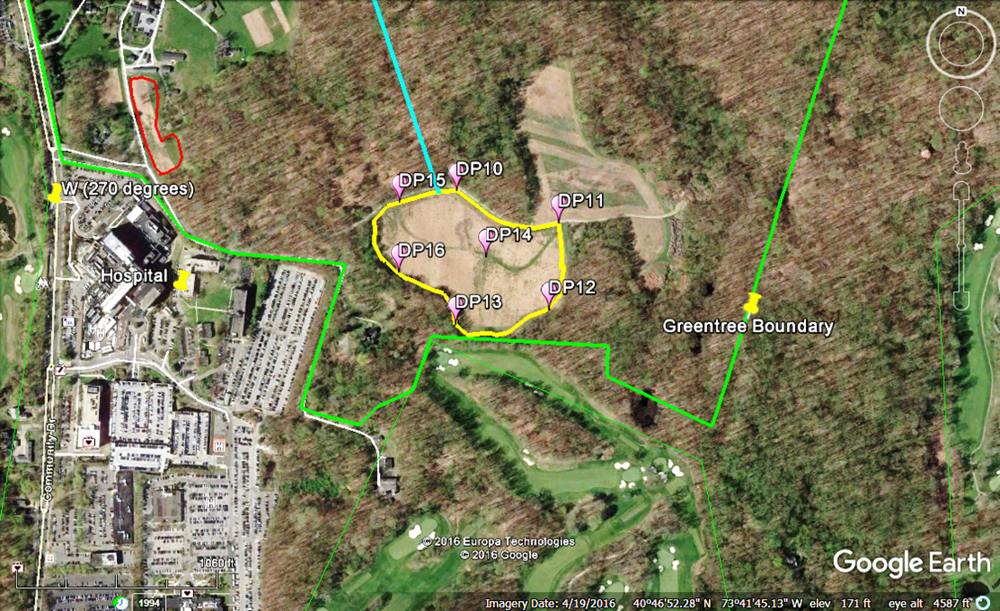 N
DP10
DP15
W (270 degrees)
DP11
DP14
DP16
Hospital
DP12
DP13
Greentree Boundary
H
Community Dr
© 2016 Europa Technologies
© 2016 Google
Google Earth
1060 ft
1994
Imagery Date: 4/19/2016 40°46'52.28" N 73°41'45.13" W elev 171 ft eye alt 4587 ft